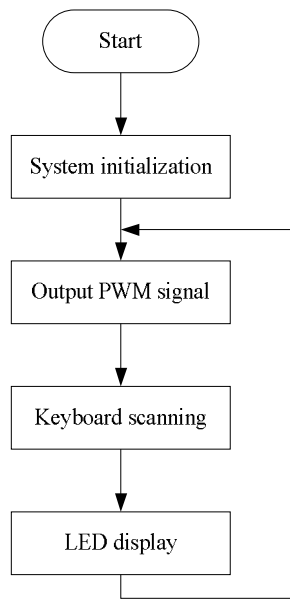 Start
System initialization
Output PWM signal
Keyboard scanning
LED display